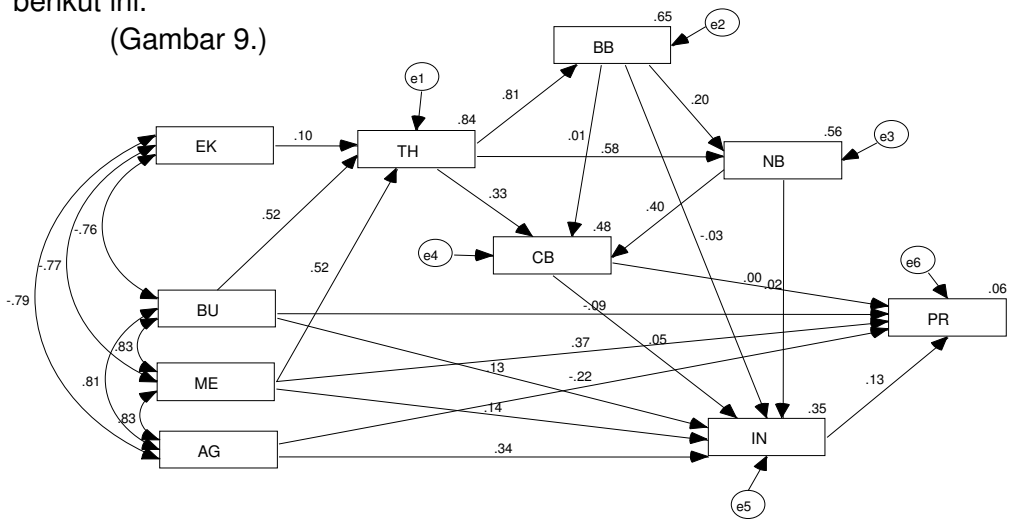 berikut ini.
(Gambar 9.)
.65
e2
BB
e1
.81
.20
.84
.56
e3
EK
.10
TH
.01
.58
NB
.33
.40
.52
.48
-.76
-.03
e4
CB
e6
-.77
.52
.00
.02
-.79
BU
-.09
.06
PR
.83
.37
.05
.13
-.22
.81
ME
.13
.14
.35
.83
AG
.34
IN
e5